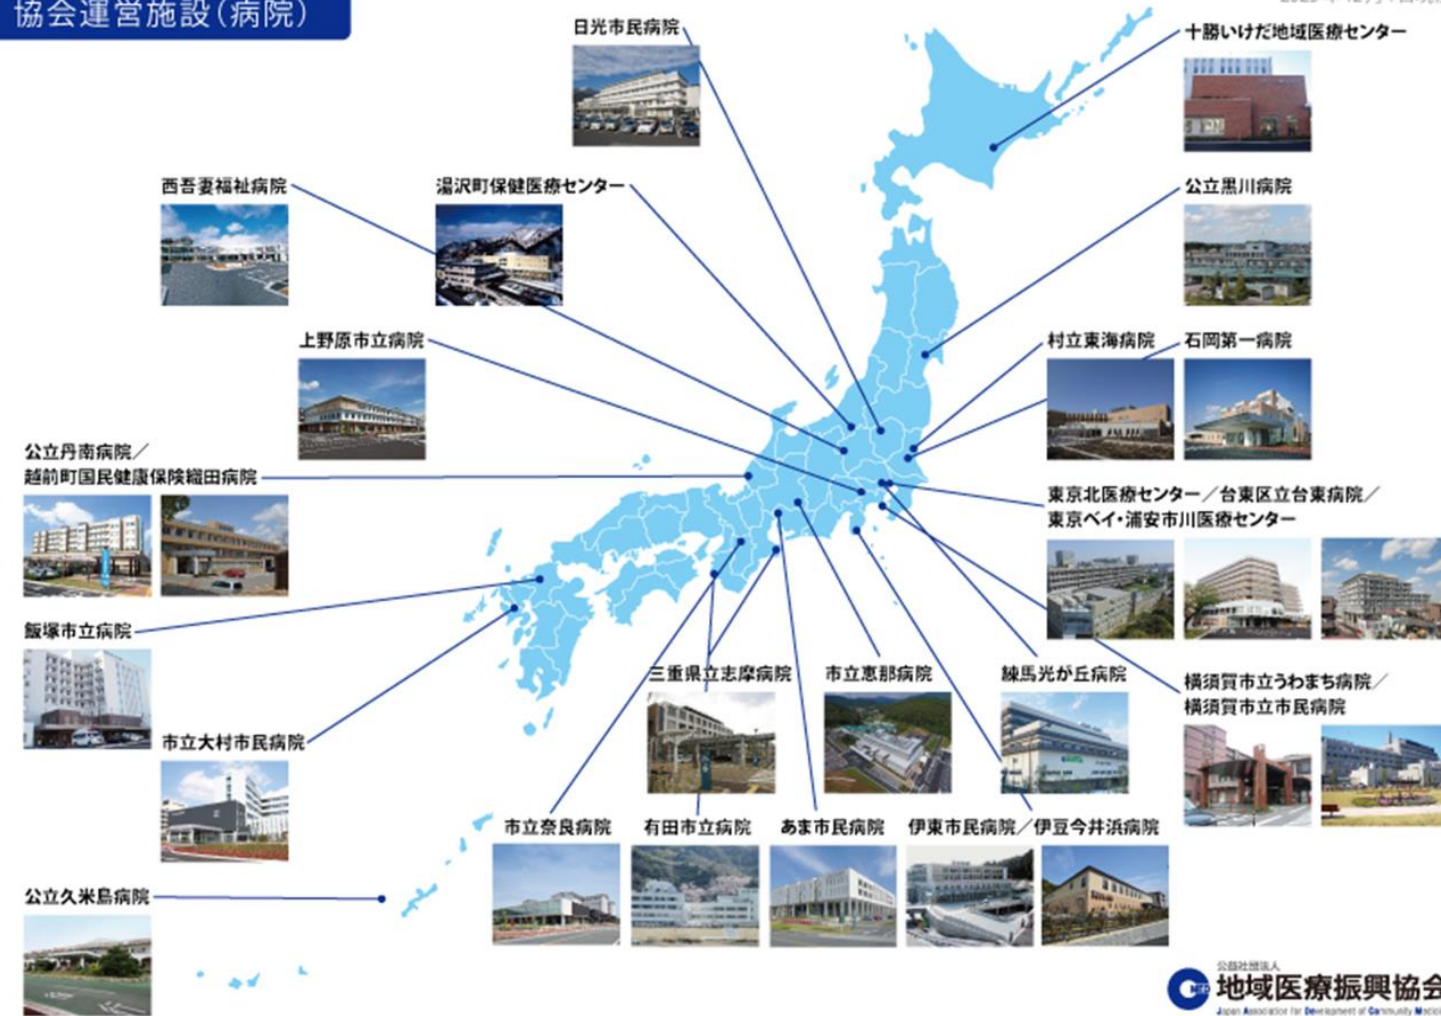 協会運営施設（病院）
日光市民病院
十勝いけだ地域医療センター
西吾妻福祉病院
湯沢町保健医療センター
公立黒川病院
上野原市立病院
村立東海病院
石岡第一病院
公立丹南病院／
越前町国民健康保険織田病院
東京北医療センター／台東区立台東病院／
東京ベイ・浦安市川医療センター
飯塚市立病院
三重県立志摩病院
市立恵那病院
練馬光が丘病院
横須賀市立うわまち病院／
横須賀市立市民病院
市立大村市民病院
市立奈良病院
有田市立病院
あま市民病院
伊東市民病院／伊豆今井浜病院
公立久米島病院
公益社団法人
地域医療振興協会
Japan Association for Development of Community Medicine